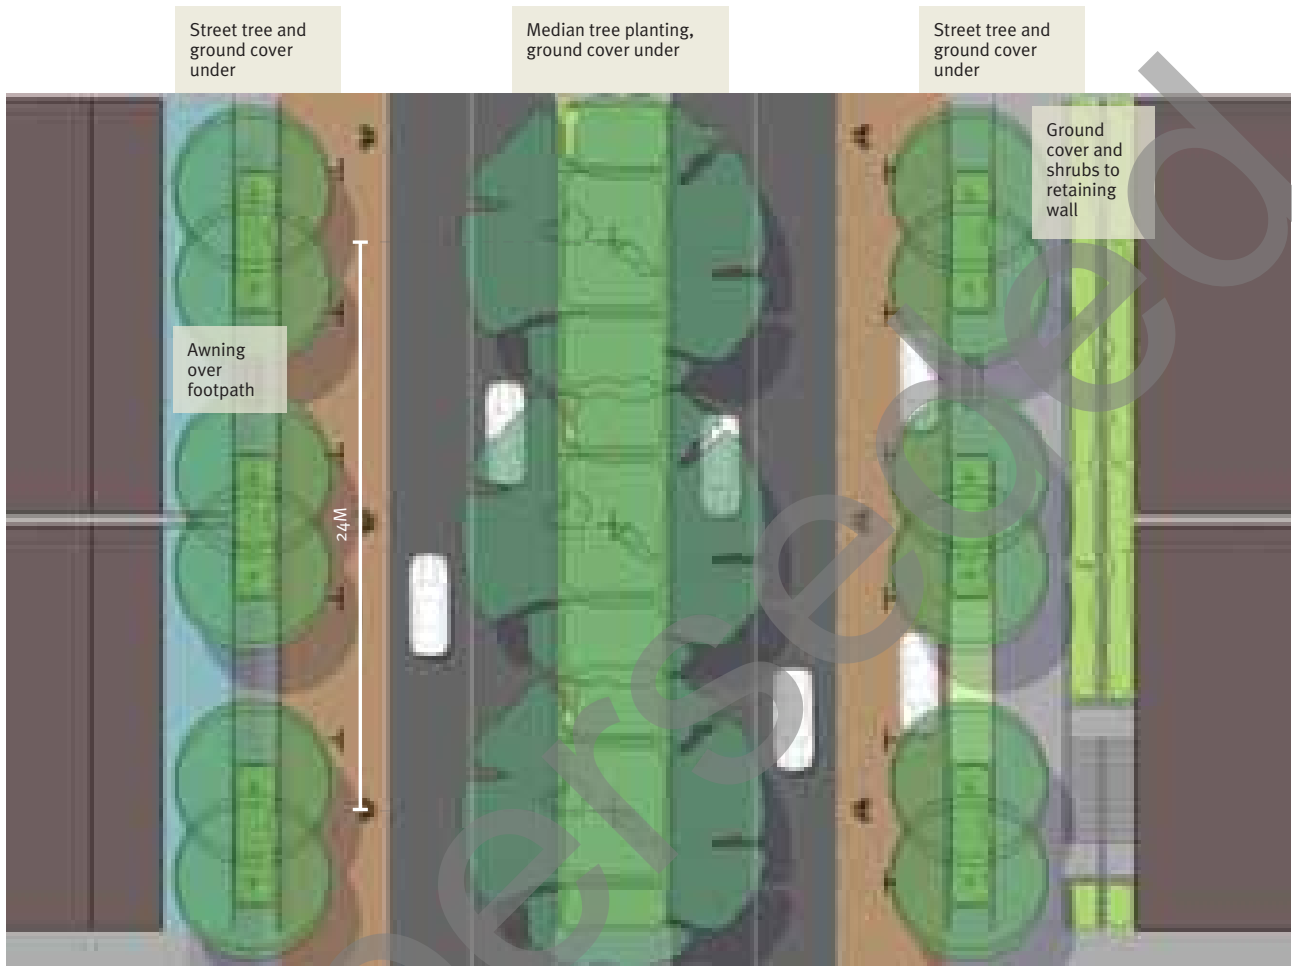 Street tree and
ground cover
under
Median tree planting,
ground cover under
Street tree and
ground cover
under
Ground
cover and
shrubs to
retaining
wall
Awning
over
footpath
24M
ersed